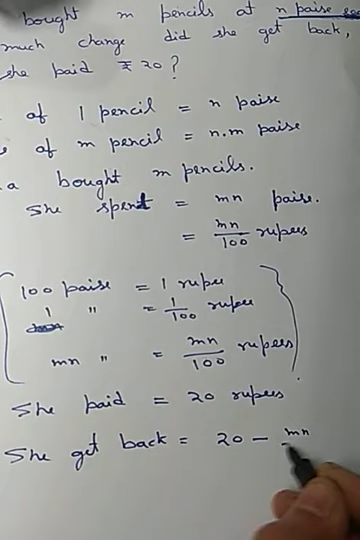 bought m pencils at n paise
much change did she get back,
she paid ₹ 20 ?
of 1 pencil = n paise
of m pencil = n.m paise
bought m pencils.
She spent = mn paise.
= mn/100 rupees
100 paise = 1 rupee
1 " = 1/100 rupee
mn " = mn/100 rupees
She paid = 20 rupees
She get back = 20 - mn